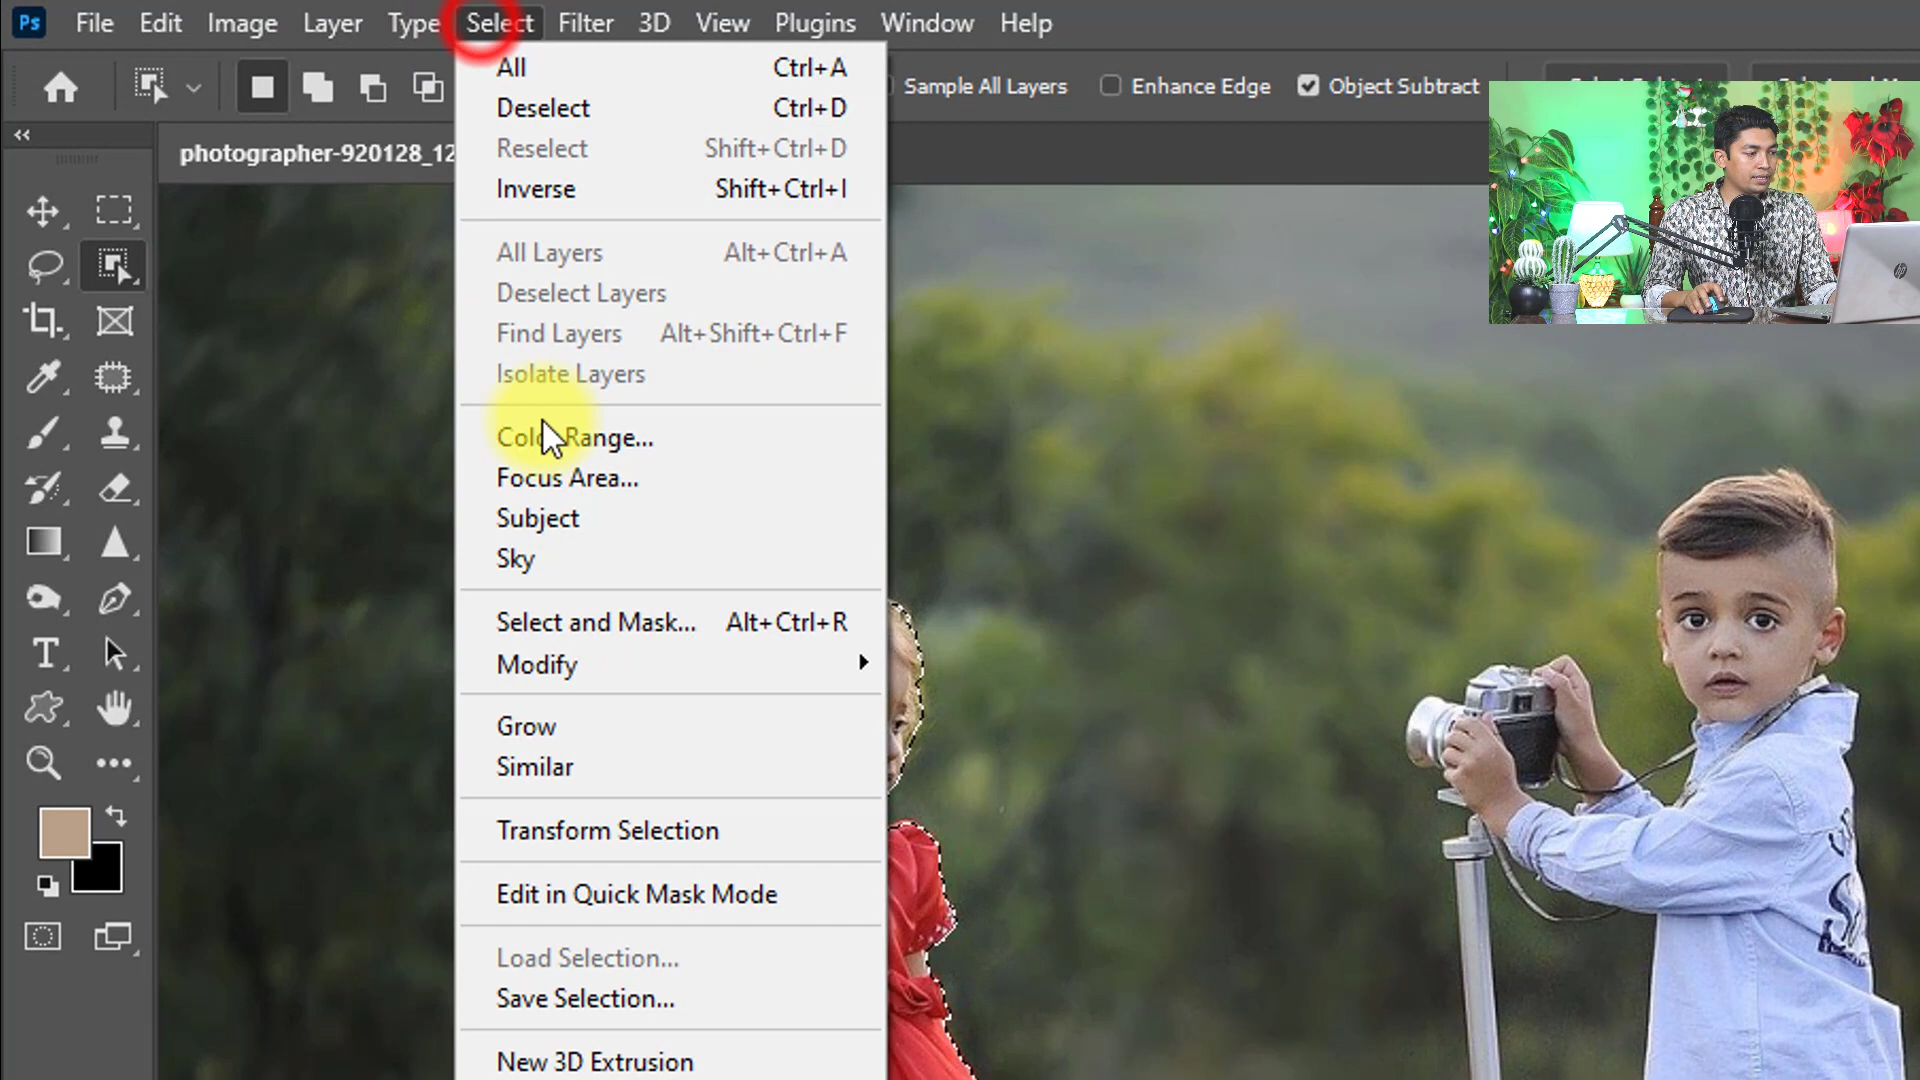 Ps File Edit Image Layer Type Select Filter 3D View Plugins Window Help
Sample All Layers Enhance Edge Object Subtract
photographer-920128_12
All Ctrl+A
Deselect Ctrl+D
Reselect Shift+Ctrl+D
Inverse Shift+Ctrl+I
All Layers Alt+Ctrl+A
Deselect Layers
Find Layers Alt+Shift+Ctrl+F
Isolate Layers
Color Range...
Focus Area...
Subject
Sky
Select and Mask... Alt+Ctrl+R
Modify
Grow
Similar
Transform Selection
Edit in Quick Mask Mode
Load Selection...
Save Selection...
New 3D Extrusion
hp